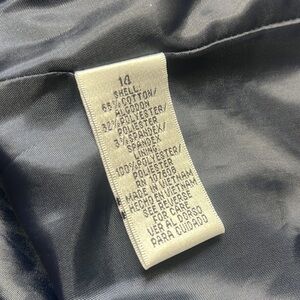 14
SHELL
65% COTTON/
ALGODON
32% POLYESTER/
POLIESTER
3% SPANDEX/
SPANDEX
LINING
100% POLYESTER/
POLIESTER
RN 107608
MADE IN VIETNAM
HECHO EN VIETNAM
SEE REVERSE
FOR CARE
VER AL DORSO
PARA CUIDADO